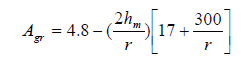 A_gr = 4.8 − (2h_m / r)[17 + 300 / r]